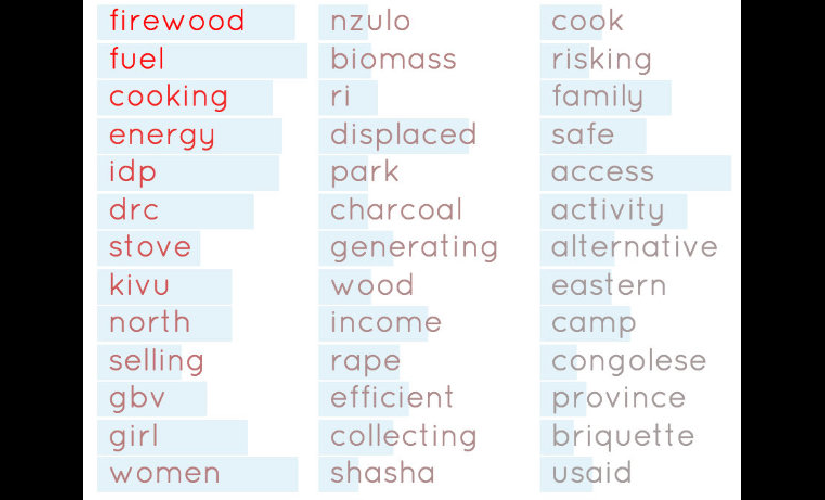 firewood
fuel
cooking
energy
idp
drc
stove
kivu
north
selling
gbv
girl
women
nzulo
biomass
ri
displaced
park
charcoal
generating
wood
income
rape
efficient
collecting
shasha
cook
risking
family
safe
access
activity
alternative
eastern
camp
congolese
province
briquette
usaid